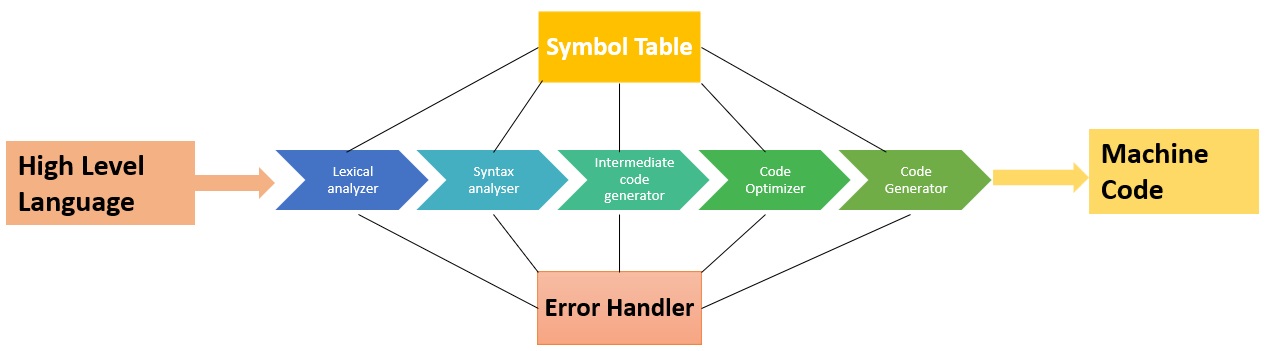 Symbol Table
High Level
Language
Lexical
analyzer
Syntax
analyser
Intermediate
code
generator
Code
Optimizer
Code
Generator
Machine
Code
Error Handler